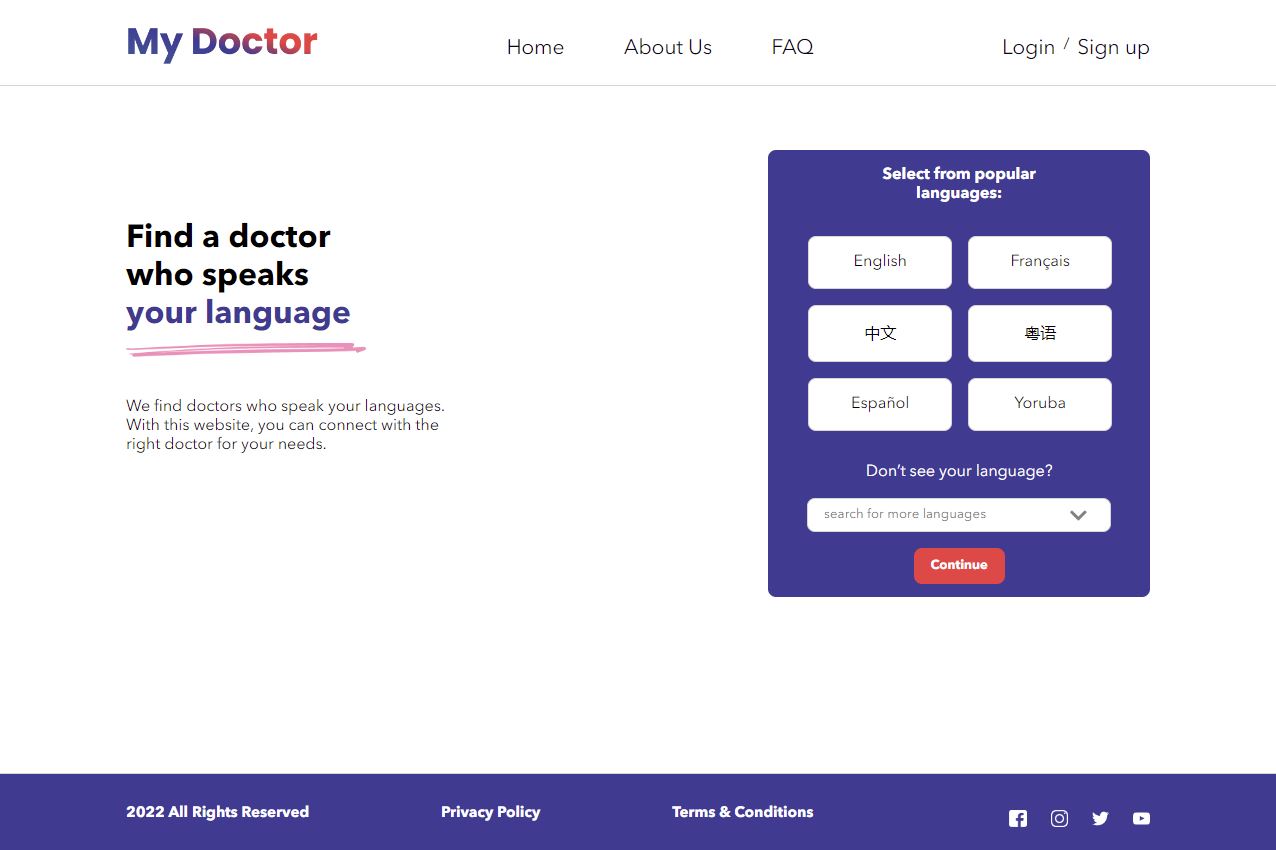 My Doctor
Home About Us FAQ Login / Sign up
Find a doctor
who speaks
your language
We find doctors who speak your languages.
With this website, you can connect with the
right doctor for your needs.
Select from popular
languages:
English Français
中文 粤语
Español Yoruba
Don’t see your language?
search for more languages
Continue
2022 All Rights Reserved Privacy Policy Terms & Conditions